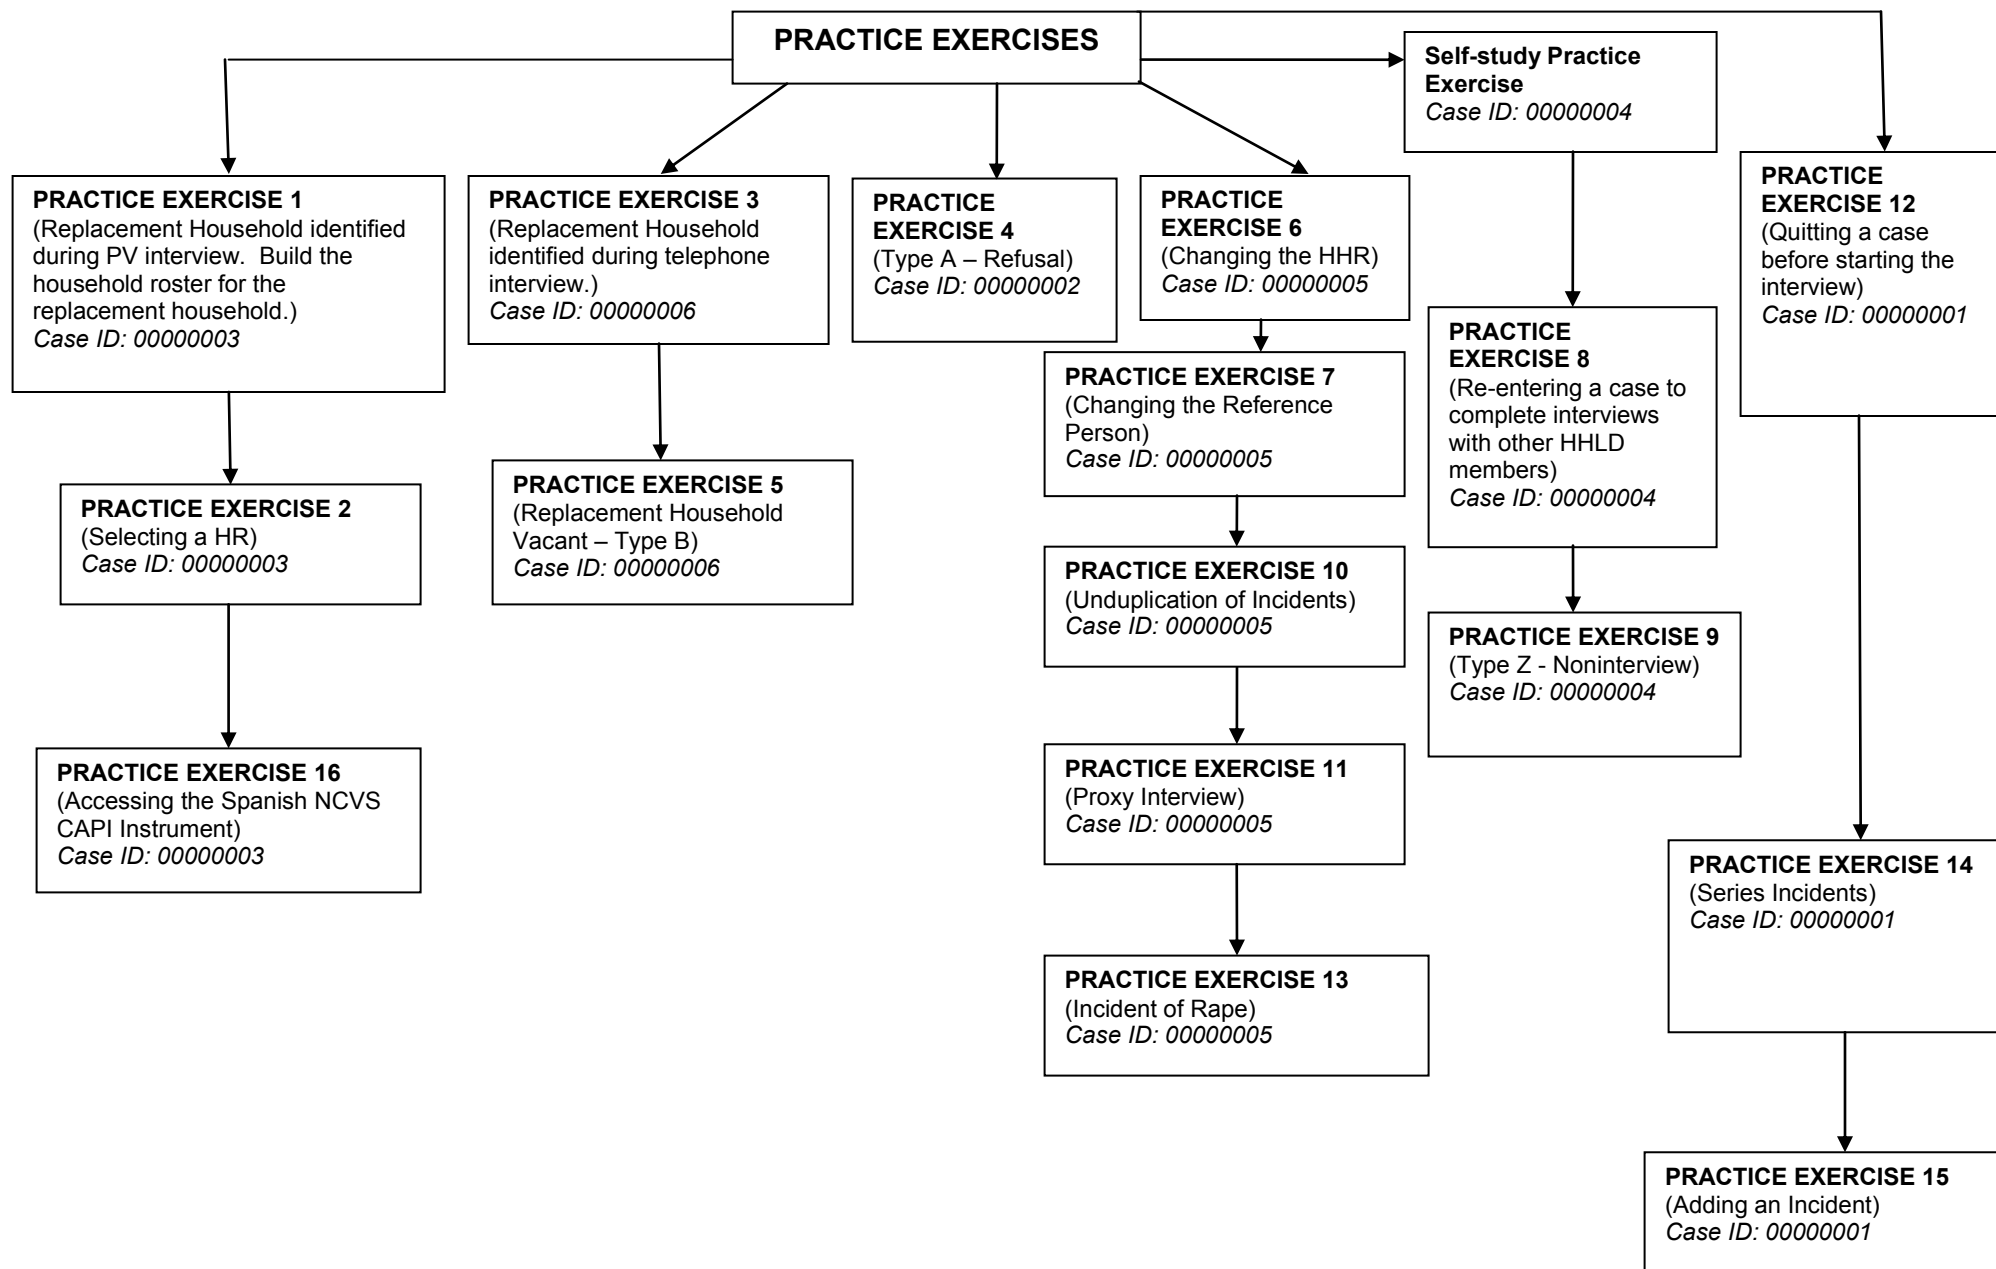 PRACTICE EXERCISES
Self-study Practice
Exercise
Case ID: 00000004
PRACTICE EXERCISE 1
(Replacement Household identified
during PV interview.  Build the
household roster for the
replacement household.)
Case ID: 00000003
PRACTICE EXERCISE 3
(Replacement Household
identified during telephone
interview.)
Case ID: 00000006
PRACTICE
EXERCISE 4
(Type A – Refusal)
Case ID: 00000002
PRACTICE
EXERCISE 6
(Changing the HHR)
Case ID: 00000005
PRACTICE
EXERCISE 12
(Quitting a case
before starting the
interview)
Case ID: 00000001
PRACTICE
EXERCISE 8
(Re-entering a case to
complete interviews
with other HHLD
members)
Case ID: 00000004
PRACTICE EXERCISE 7
(Changing the Reference
Person)
Case ID: 00000005
PRACTICE EXERCISE 2
(Selecting a HR)
Case ID: 00000003
PRACTICE EXERCISE 5
(Replacement Household
Vacant – Type B)
Case ID: 00000006
PRACTICE EXERCISE 10
(Unduplication of Incidents)
Case ID: 00000005
PRACTICE EXERCISE 9
(Type Z - Noninterview)
Case ID: 00000004
PRACTICE EXERCISE 16
(Accessing the Spanish NCVS
CAPI Instrument)
Case ID: 00000003
PRACTICE EXERCISE 11
(Proxy Interview)
Case ID: 00000005
PRACTICE EXERCISE 14
(Series Incidents)
Case ID: 00000001
PRACTICE EXERCISE 13
(Incident of Rape)
Case ID: 00000005
PRACTICE EXERCISE 15
(Adding an Incident)
Case ID: 00000001